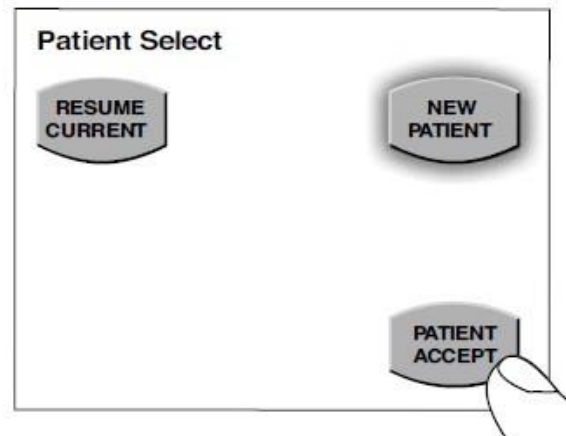 Patient Select
RESUME
CURRENT
NEW
PATIENT
PATIENT
ACCEPT